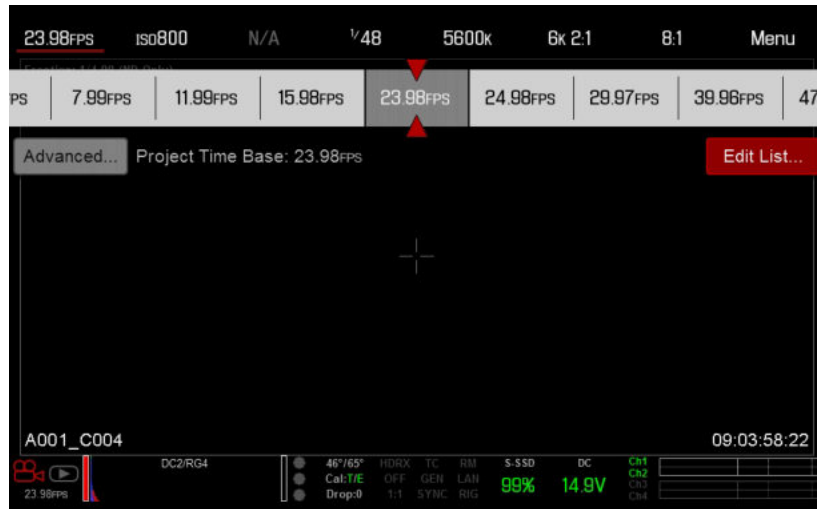 23.98FPS ISO800 N/A 1/48 5600K 6K 2:1 8:1 Menu
PS 7.99FPS 11.99FPS 15.98FPS 23.98FPS 24.98FPS 29.97FPS 39.96FPS 47
Advanced... Project Time Base: 23.98FPS Edit List...
A001_C004 09:03:58:22
DC2/RG4 46°/65° HDRX TC RM S-SSD DC Ch1
Cal:T/E OFF GEN LAN 99% 14.9V Ch2
Ch3
23.98FPS Drop:0 1:1 SYNC RIG Ch4